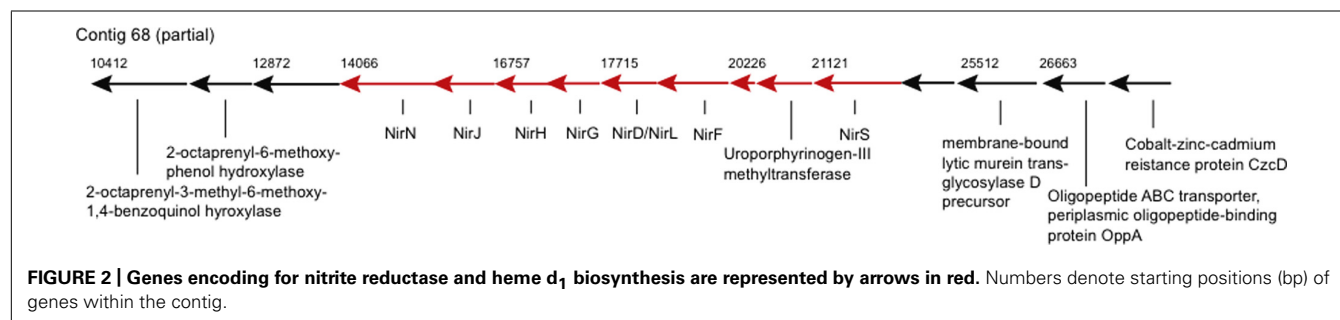 Contig 68 (partial)
10412 12872 14066 16757 17715 20226 21121 25512 26663
NirN NirJ NirH NirG NirD/NirL NirF NirS
2-octaprenyl-6-methoxy-
phenol hydroxylase
2-octaprenyl-3-methyl-6-methoxy-
1,4-benzoquinol hyroxylase
Uroporphyrinogen-III
methyltransferase
membrane-bound
lytic murein trans-
glycosylase D
precursor
Oligopeptide ABC transporter,
periplasmic oligopeptide-binding
protein OppA
Cobalt-zinc-cadmium
reistance protein CzcD
FIGURE 2 | Genes encoding for nitrite reductase and heme d1 biosynthesis are represented by arrows in red. Numbers denote starting positions (bp) of
genes within the contig.